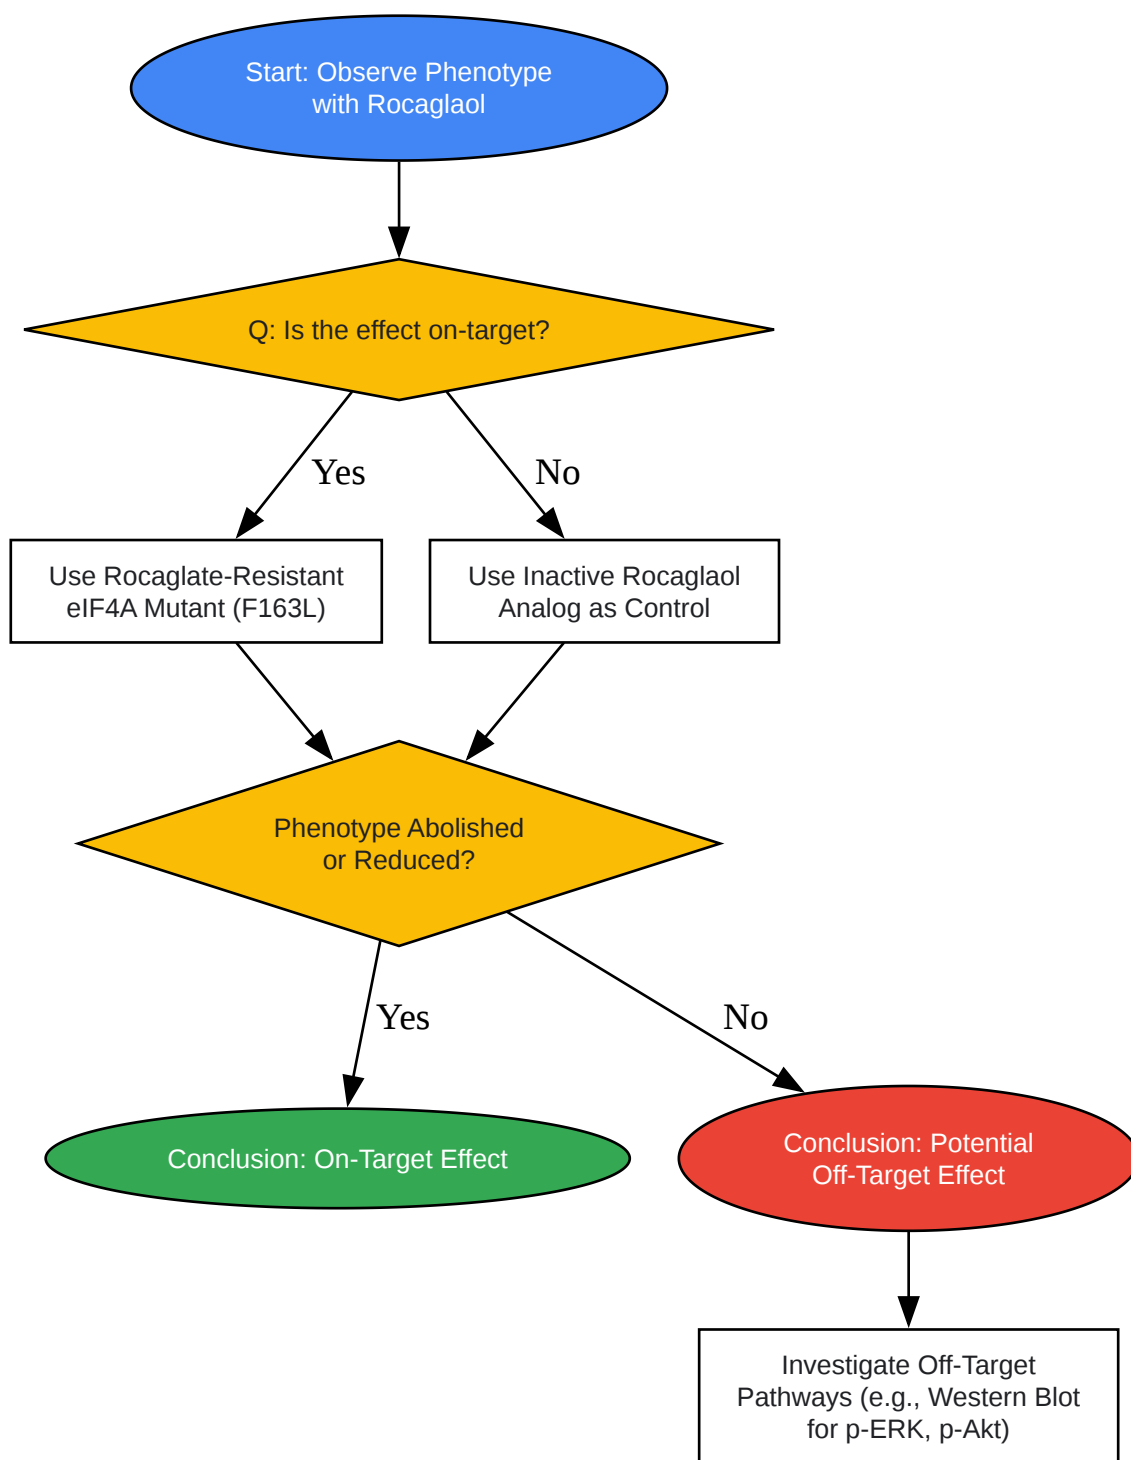 Start: Observe Phenotype
with Rocaglaol
Q: Is the effect on-target?
Yes
No
Use Rocaglate-Resistant
eIF4A Mutant (F163L)
Use Inactive Rocaglaol
Analog as Control
Phenotype Abolished
or Reduced?
Yes
No
Conclusion: On-Target Effect
Conclusion: Potential
Off-Target Effect
Investigate Off-Target
Pathways (e.g., Western Blot
for p-ERK, p-Akt)